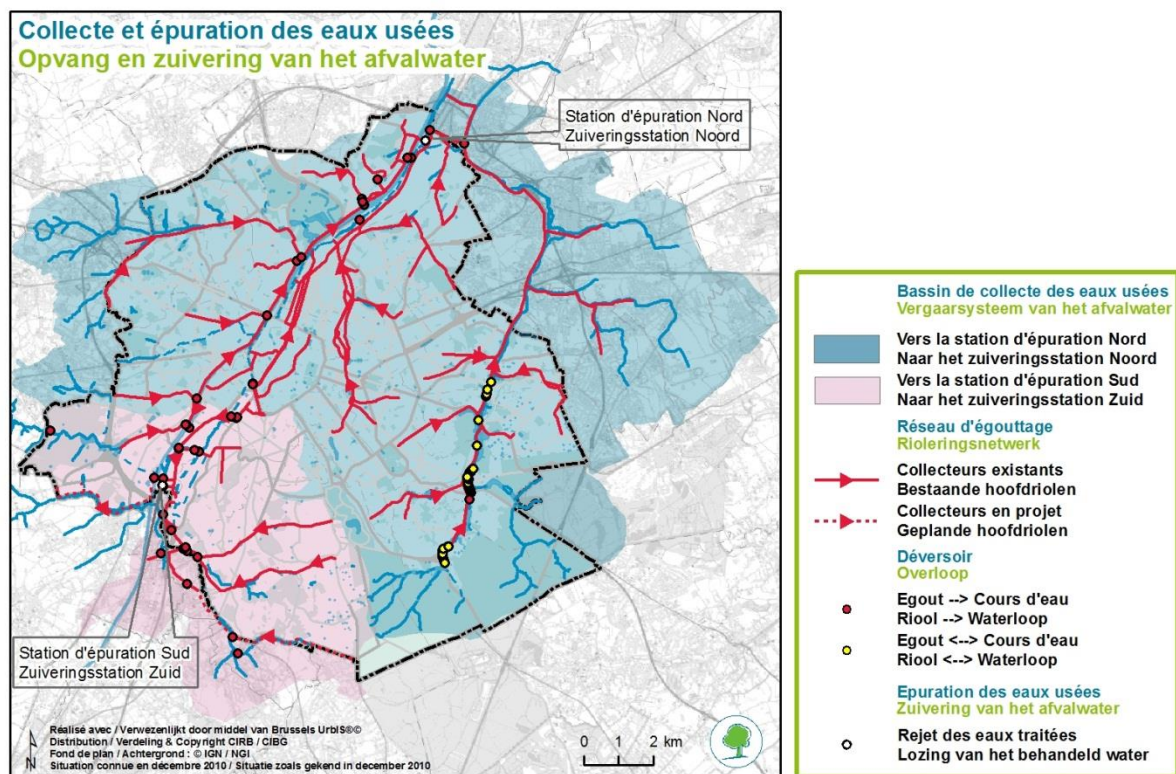 Collecte et épuration des eaux usées
Opvang en zuivering van het afvalwater
Station d'épuration Nord
Zuiveringsstation Noord
Station d'épuration Sud
Zuiveringsstation Zuid
Réalisé avec / Verwezenlijkt door middel van Brussels UrbIS®©
Distribution / Verdeling & Copyright CIRB / CIBG
Fond de plan / Achtergrond : © IGN / NGI
Situation connue en décembre 2010 / Situatie zoals gekend in december 2010
N
0 1 2 km
Bassin de collecte des eaux usées
Vergaarsysteem van het afvalwater
Vers la station d'épuration Nord
Naar het zuiveringsstation Noord
Vers la station d'épuration Sud
Naar het zuiveringsstation Zuid
Réseau d'égouttage
Rioleringsnetwerk
Collecteurs existants
Bestaande hoofdriolen
Collecteurs en projet
Geplande hoofdriolen
Déversoir
Overloop
Egout --> Cours d'eau
Riool --> Waterloop
Egout <--> Cours d'eau
Riool <--> Waterloop
Epuration des eaux usées
Zuivering van het afvalwater
Rejet des eaux traitées
Lozing van het behandeld water